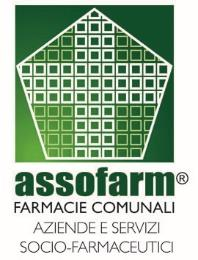 assofarm®
FARMACIE COMUNALI
AZIENDE E SERVIZI
SOCIO-FARMACEUTICI